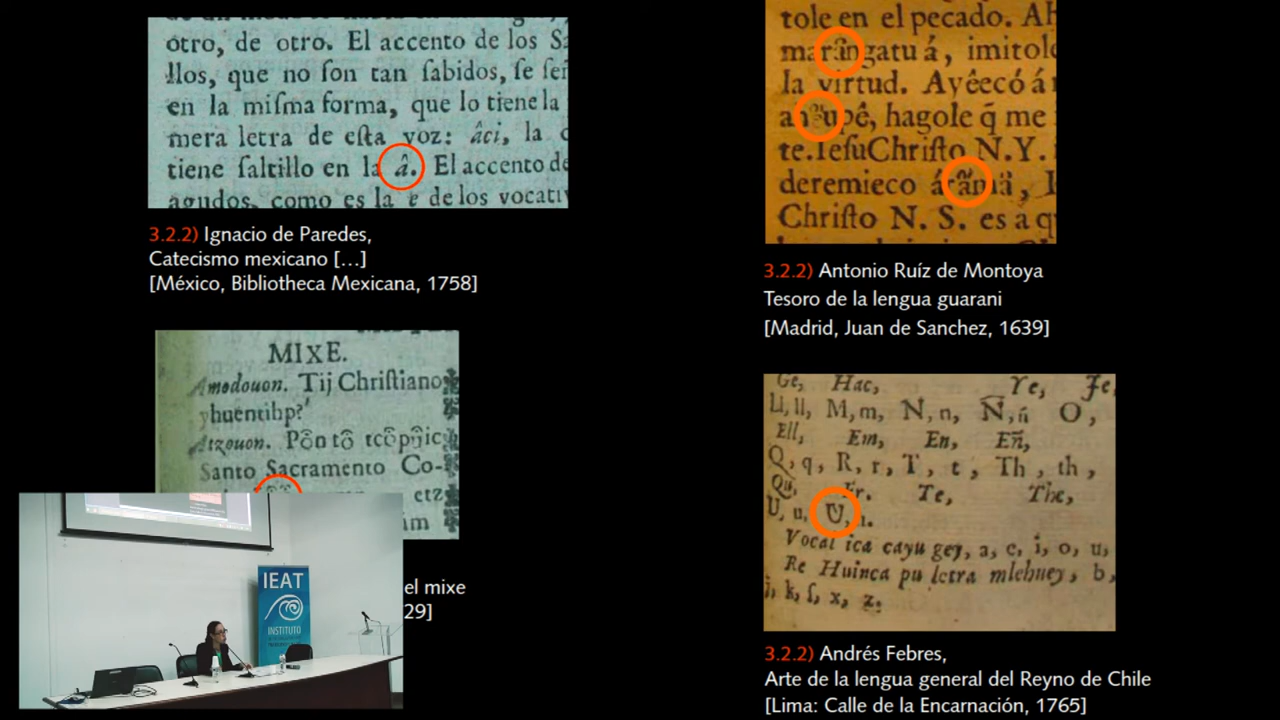 otro, de otro. El accento de los
llos, que no ſon tan ſabidos, ſe
en la miſma forma, que lo tiene la
mera letra de eſta voz: âci, la
tiene ſaltillo en la â. El accento de
agudos, como es la è de los
3.2.2) Ignacio de Paredes,
Catecismo mexicano […]
[México, Bibliotheca Mexicana, 1758]
MIXE.
Amodouon. Tij Chriſtiano
Atzouon.
Santo Sacramento Co-
etz
el mixe
29]
IEAT
INSTITUTO
tole en el pecado.
imitole
la virtud.
hagole q̃ me
te. IeſuChriſto N.Y.
deremieco
Chriſto N. S. es a
3.2.2) Antonio Ruíz de Montoya
Tesoro de la lengua guarani
[Madrid, Juan de Sanchez, 1639]
Ge, Hac, Ye,
Ll, ll, M, m, N, n, Ñ, ñ O,
Ell, Em, En, Eñ,
Q, q, R, r, T, t, Th, th,
Qu, Er. Te, The,
U, u,
Vocal ica cayu gey, a, e, i, o, u,
Re Huinca pu letra mlehuey, b,
k, ſ, x, z.
3.2.2) Andrés Febres,
Arte de la lengua general del Reyno de Chile
[Lima: Calle de la Encarnación, 1765]